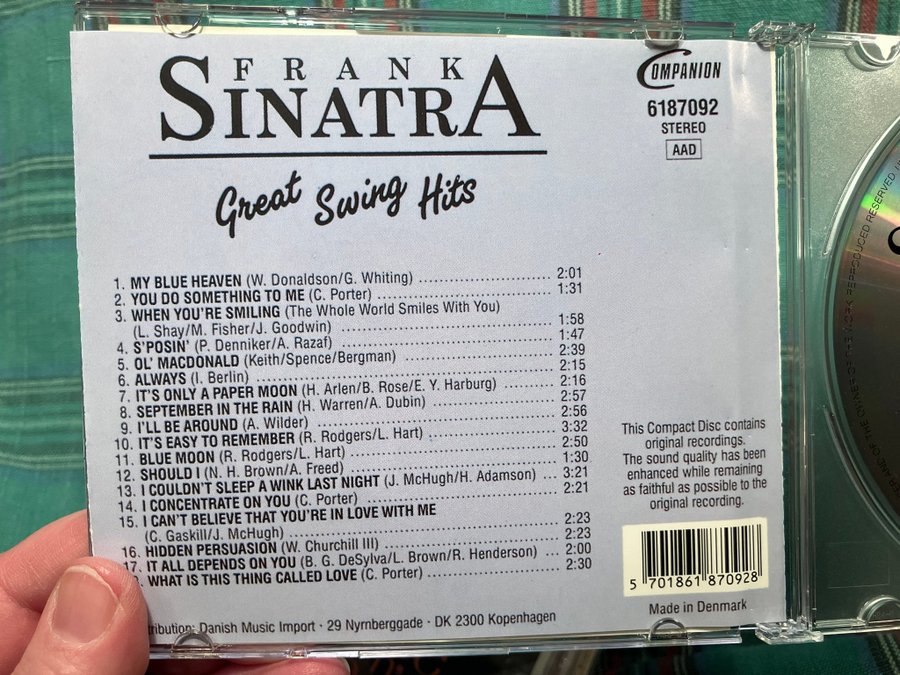 FRANK
SINATRA
Great Swing Hits
COMPANION
6187092
STEREO
AAD
1. MY BLUE HEAVEN (W. Donaldson/G. Whiting) 2:01
2. YOU DO SOMETHING TO ME (C. Porter) 1:31
3. WHEN YOU'RE SMILING (The Whole World Smiles With You)
(L. Shay/M. Fisher/J. Goodwin) 1:58
4. S'POSIN' (P. Denniker/A. Razaf) 1:47
5. OL' MACDONALD (Keith/Spence/Bergman) 2:39
6. ALWAYS (I. Berlin) 2:15
7. IT'S ONLY A PAPER MOON (H. Arlen/B. Rose/E. Y. Harburg) 2:16
8. SEPTEMBER IN THE RAIN (H. Warren/A. Dubin) 2:57
9. I'LL BE AROUND (A. Wilder) 2:56
10. IT'S EASY TO REMEMBER (R. Rodgers/L. Hart) 3:32
11. BLUE MOON (R. Rodgers/L. Hart) 2:50
12. SHOULD I (N. H. Brown/A. Freed) 1:30
13. I COULDN'T SLEEP A WINK LAST NIGHT (J. McHugh/H. Adamson) 3:21
14. I CONCENTRATE ON YOU (C. Porter) 2:21
15. I CAN'T BELIEVE THAT YOU'RE IN LOVE WITH ME
(C. Gaskill/J. McHugh) 2:23
16. HIDDEN PERSUASION (W. Churchill III) 2:23
17. IT ALL DEPENDS ON YOU (B. G. DeSylva/L. Brown/R. Henderson) 2:00
WHAT IS THIS THING CALLED LOVE (C. Porter) 2:30
This Compact Disc contains
original recordings.
The sound quality has been
enhanced while remaining
as faithful as possible to the
original recording.
5 701861 870928
Made in Denmark
Danish Music Import · 29 Nyrnberggade · DK 2300 Kopenhagen
OF THE OWNER OF THE WORK REPRODUCED RESERVED